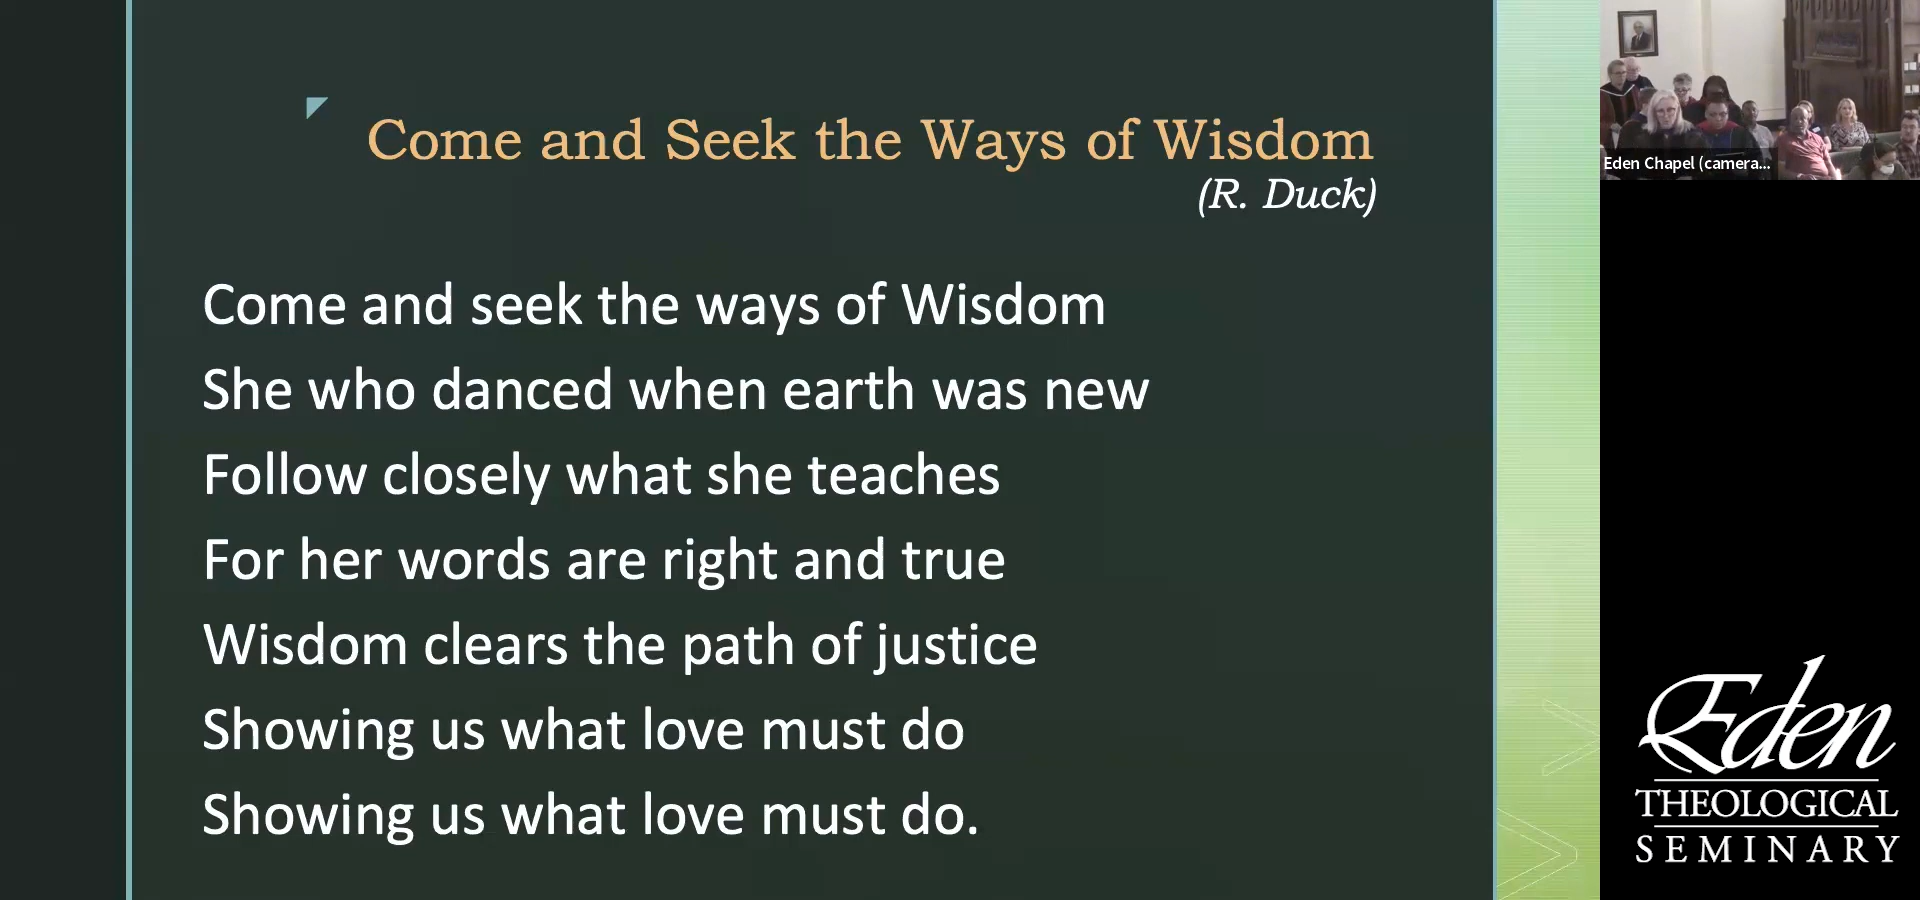 Come and Seek the Ways of Wisdom
(R. Duck)
Come and seek the ways of Wisdom
She who danced when earth was new
Follow closely what she teaches
For her words are right and true
Wisdom clears the path of justice
Showing us what love must do
Showing us what love must do.
Eden Chapel (camera...
Eden
THEOLOGICAL
SEMINARY